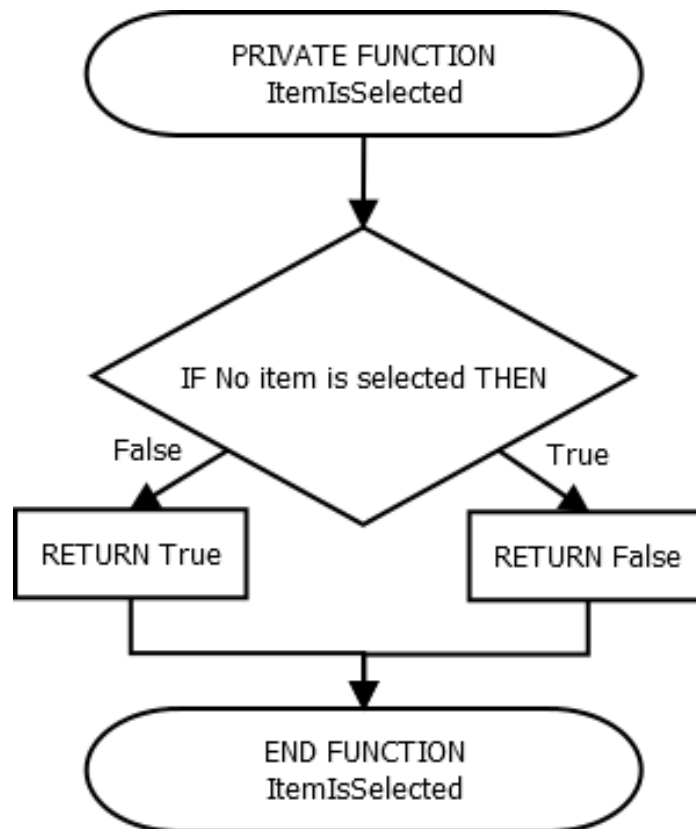 PRIVATE FUNCTION
ItemIsSelected
IF No item is selected THEN
False
True
RETURN True
RETURN False
END FUNCTION
ItemIsSelected